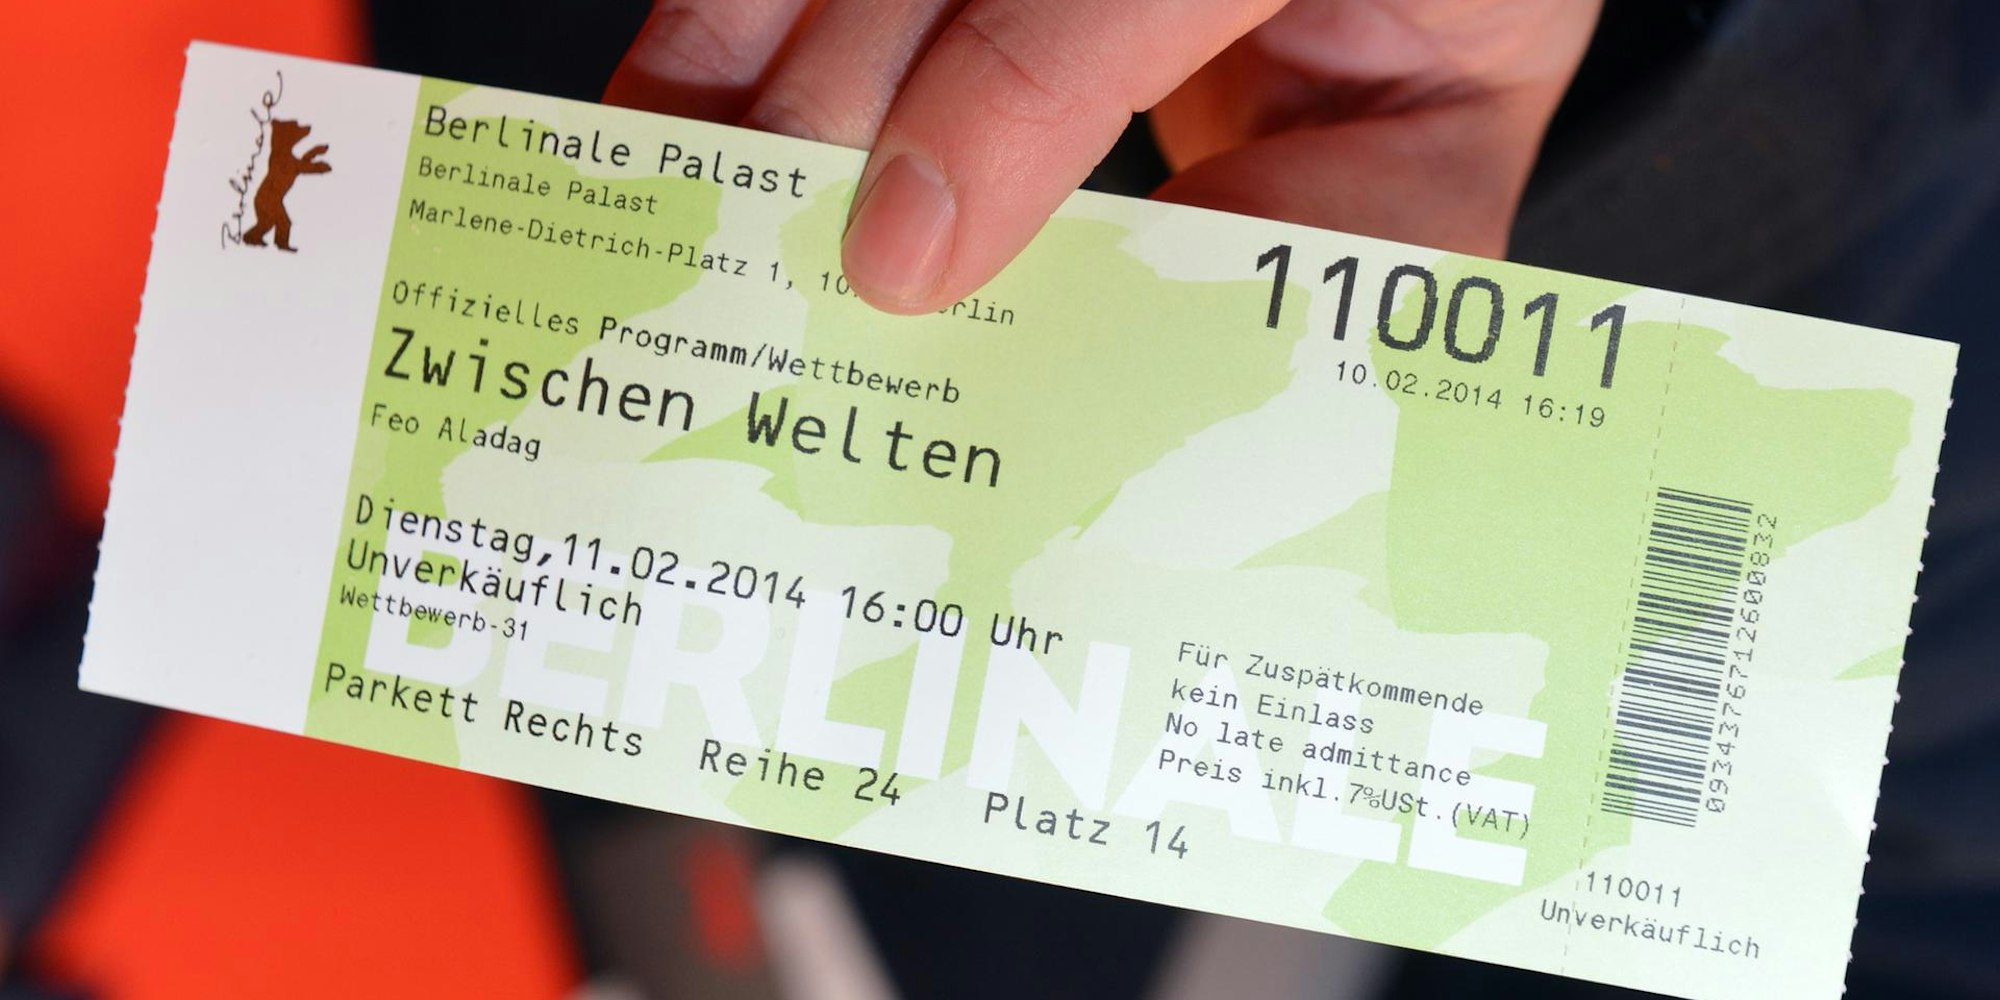 Berlinale
Berlinale Palast
Berlinale Palast
Marlene-Dietrich-Platz 1, Berlin
Offizielles Programm/Wettbewerb
Zwischen Welten
Feo Aladag
Dienstag,11.02.2014 16:00 Uhr
Unverkäuflich
Wettbewerb-31
Parkett Rechts Reihe 24 Platz 14
BERLINALE
110011
10.02.2014 16:19
Für Zuspätkommende
kein Einlass
No late admittance
Preis inkl.7%USt.(VAT)
0934376712600832
110011
Unverkäuflich